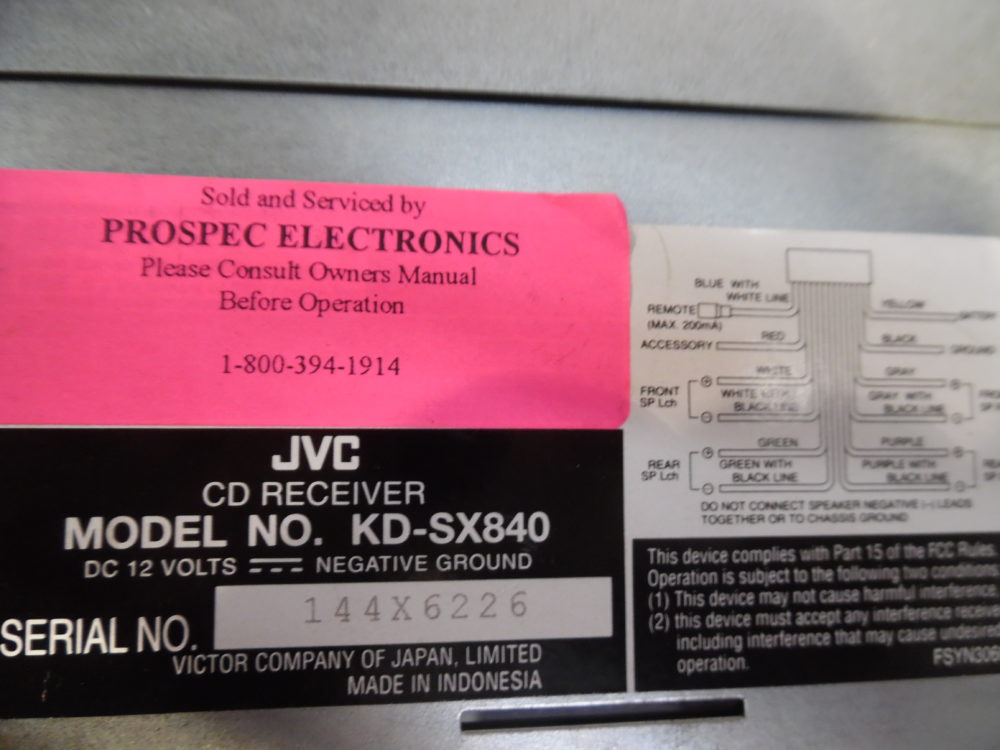 Sold and Serviced by
PROSPEC ELECTRONICS
Please Consult Owners Manual
Before Operation
1-800-394-1914
JVC
CD RECEIVER
MODEL NO. KD-SX840
DC 12 VOLTS NEGATIVE GROUND
SERIAL NO. 144X6226
VICTOR COMPANY OF JAPAN, LIMITED
MADE IN INDONESIA
BLUE WITH
WHITE LINE
REMOTE
(MAX. 200mA)
RED
ACCESSORY
WHITE
FRONT
SP Lch
WHITE WITH
BLACK LINE
GREEN
REAR
SP Lch
GREEN WITH
BLACK LINE
YELLOW
BATTERY
BLACK
GROUND
GRAY
GRAY WITH
BLACK LINE
PURPLE
PURPLE WITH
BLACK LINE
DO NOT CONNECT SPEAKER NEGATIVE (–) LEADS
TOGETHER OR TO CHASSIS GROUND
This device complies with Part 15 of the FCC Rules.
Operation is subject to the following two conditions
(1) This device may not cause harmful interference
(2) this device must accept any interference
including interference that may cause
operation.